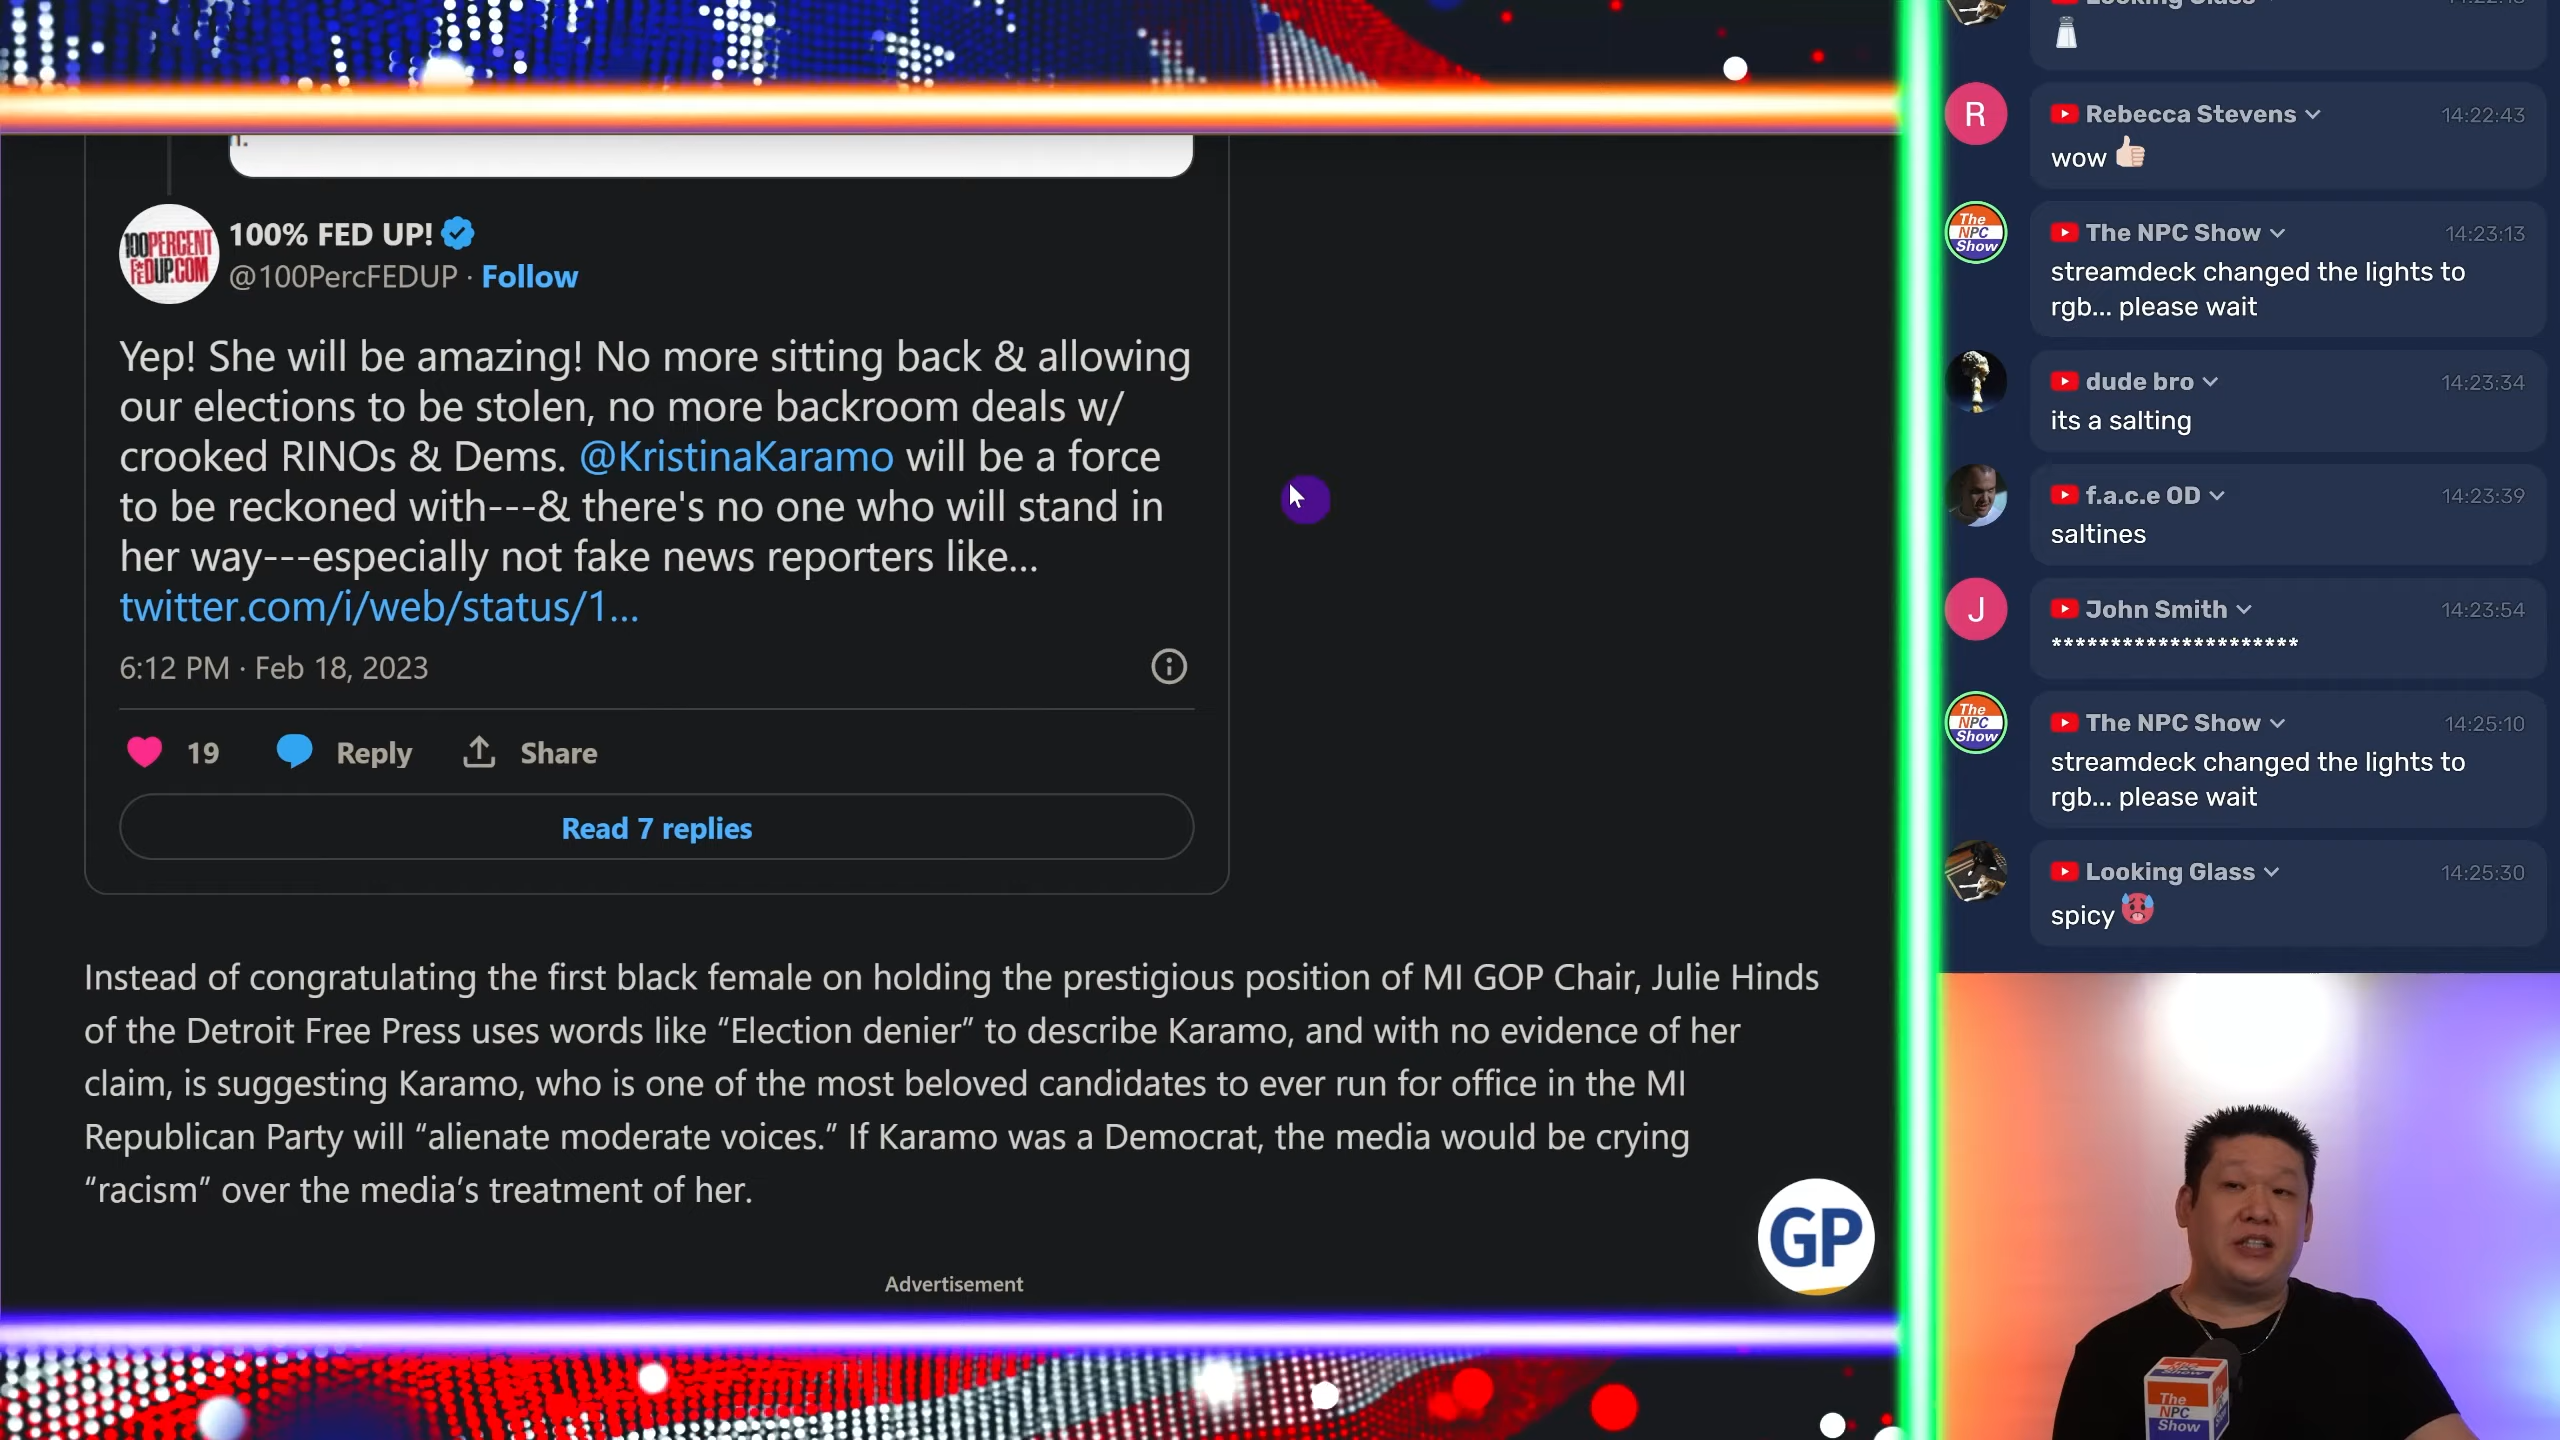 n.
100PERCENT
FEDUP.COM
100% FED UP!
@100PercFEDUP · Follow
Yep! She will be amazing! No more sitting back & allowing
our elections to be stolen, no more backroom deals w/
crooked RINOs & Dems. @KristinaKaramo will be a force
to be reckoned with---& there's no one who will stand in
her way---especially not fake news reporters like...
twitter.com/i/web/status/1...
6:12 PM · Feb 18, 2023
19 Reply Share
Read 7 replies
Instead of congratulating the first black female on holding the prestigious position of MI GOP Chair, Julie Hinds
of the Detroit Free Press uses words like “Election denier” to describe Karamo, and with no evidence of her
claim, is suggesting Karamo, who is one of the most beloved candidates to ever run for office in the MI
Republican Party will “alienate moderate voices.” If Karamo was a Democrat, the media would be crying
“racism” over the media’s treatment of her.
GP
Advertisement
Looking Glass
R
Rebecca Stevens 14:22:43
wow
The
NPC
Show
The NPC Show 14:23:13
streamdeck changed the lights to
rgb... please wait
dude bro 14:23:34
its a salting
f.a.c.e OD 14:23:39
saltines
J
John Smith 14:23:54
*********************
The
NPC
Show
The NPC Show 14:25:10
streamdeck changed the lights to
rgb... please wait
Looking Glass 14:25:30
spicy
The
NPC
Show